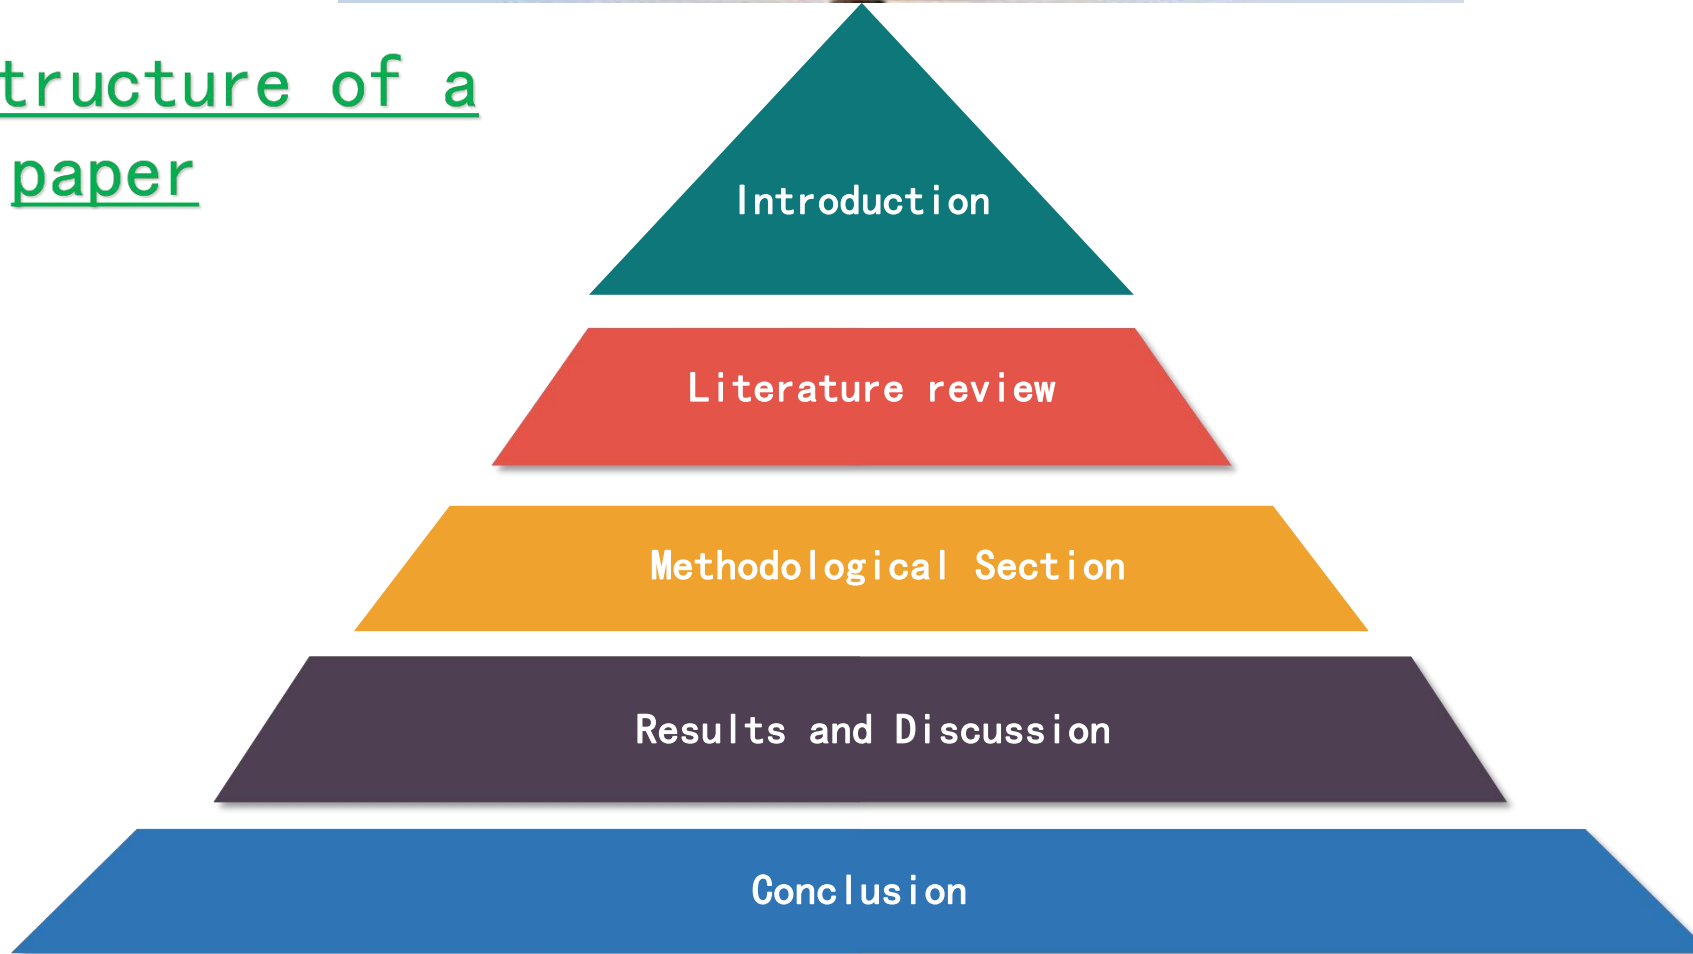 tructure of a
paper
Introduction
Literature review
Methodological Section
Results and Discussion
Conclusion